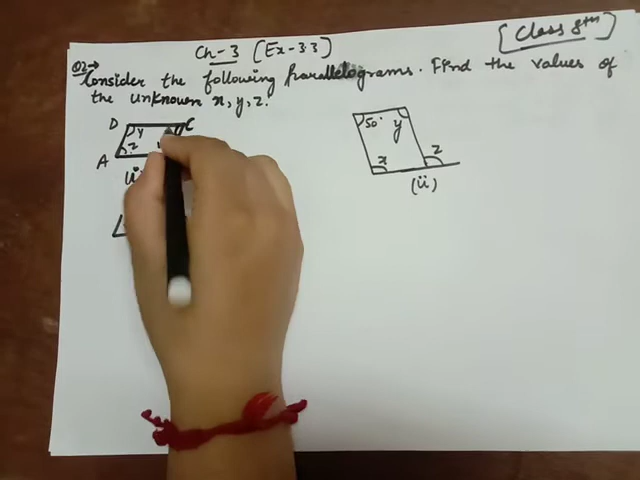 Ch-3 (Ex-3.3)
[Class 8th]
Q2→
Consider the following parallelograms. Find the values of
the unknown x, y, z.
D y C
A z
50° y
x z
(ii)